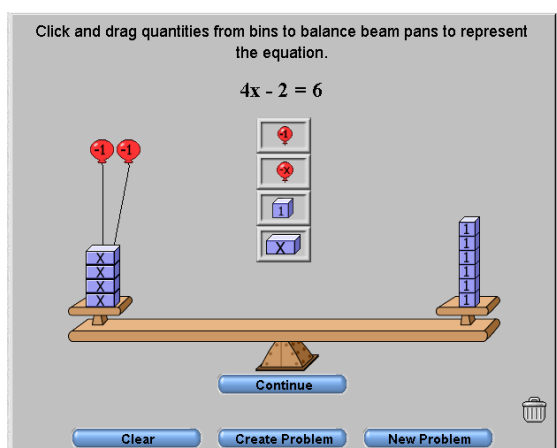 Click and drag quantities from bins to balance beam pans to represent
the equation.
4x - 2 = 6
-1
-x
1
X
-1 -1
X
X
X
X
1
1
1
1
1
1
Continue
Clear Create Problem New Problem